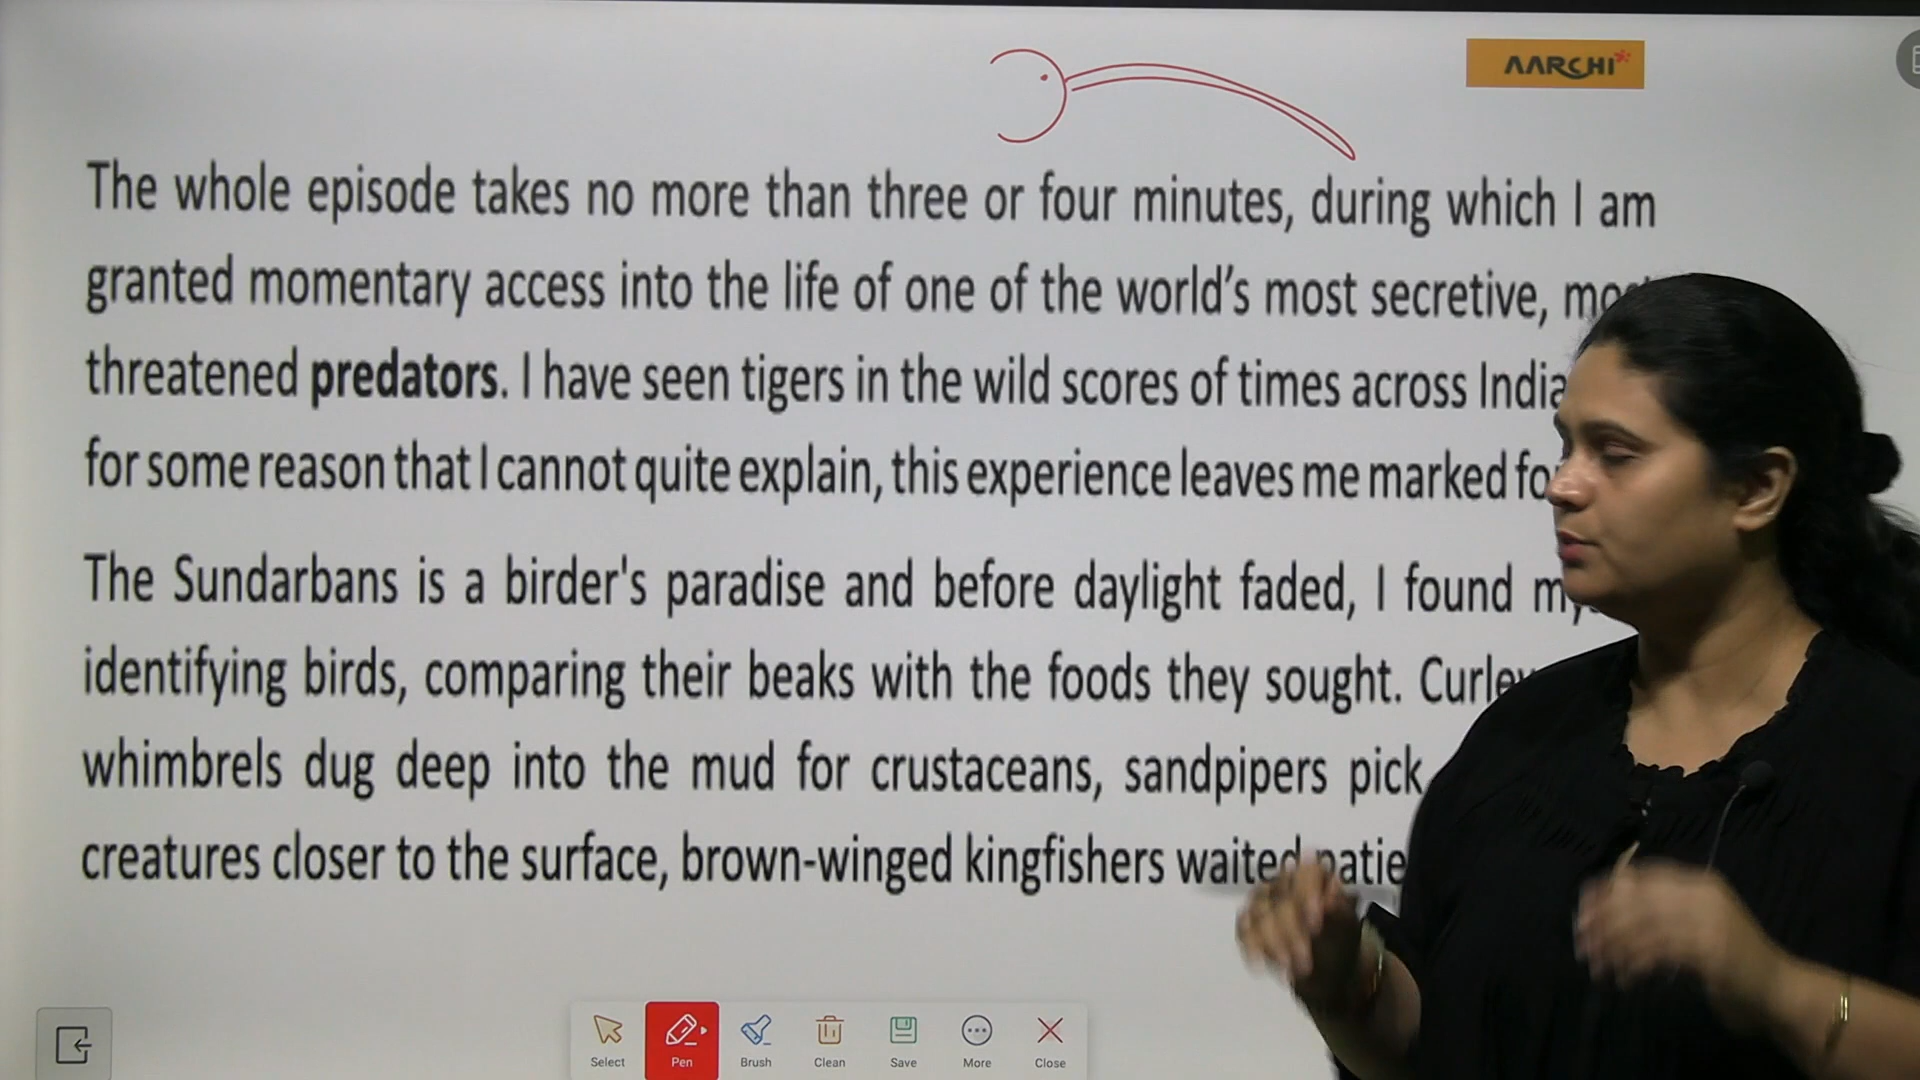 AARCHI
The whole episode takes no more than three or four minutes, during which I am
granted momentary access into the life of one of the world’s most secretive,
threatened predators. I have seen tigers in the wild scores of times across India
for some reason that I cannot quite explain, this experience leaves me marked
The Sundarbans is a birder's paradise and before daylight faded, I found
identifying birds, comparing their beaks with the foods they sought.
whimbrels dug deep into the mud for crustaceans, sandpipers pick
creatures closer to the surface, brown-winged kingfishers waited
Select Pen Brush Clean Save More Close